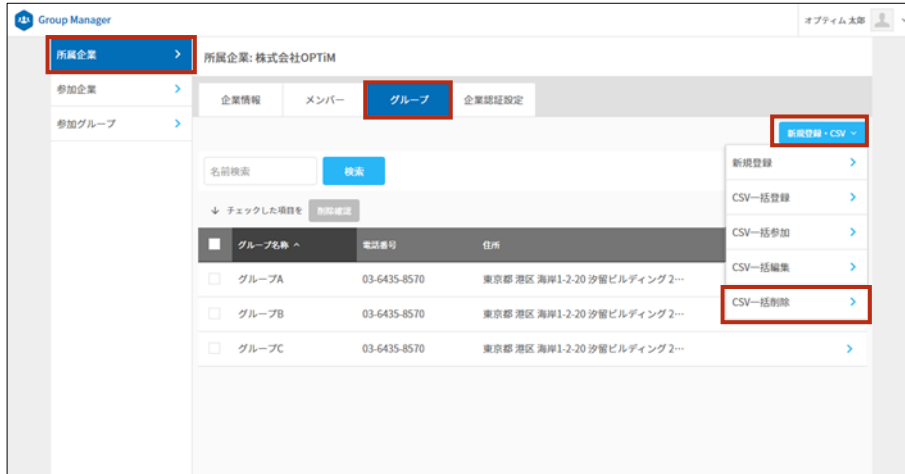 Group Manager
オプティム 太郎
所属企業
所属企業: 株式会社OPTiM
参加企業
企業情報 メンバー グループ 企業認証設定
参加グループ
新規登録・CSV
名前検索 検索
新規登録
CSV一括登録
↓ チェックした項目を 削除確認
CSV一括参加
グループ名称 電話番号 住所
CSV一括編集
グループA 03-6435-8570 東京都 港区 海岸1-2-20 汐留ビルディング 2…
CSV一括削除
グループB 03-6435-8570 東京都 港区 海岸1-2-20 汐留ビルディング 2…
グループC 03-6435-8570 東京都 港区 海岸1-2-20 汐留ビルディング 2…